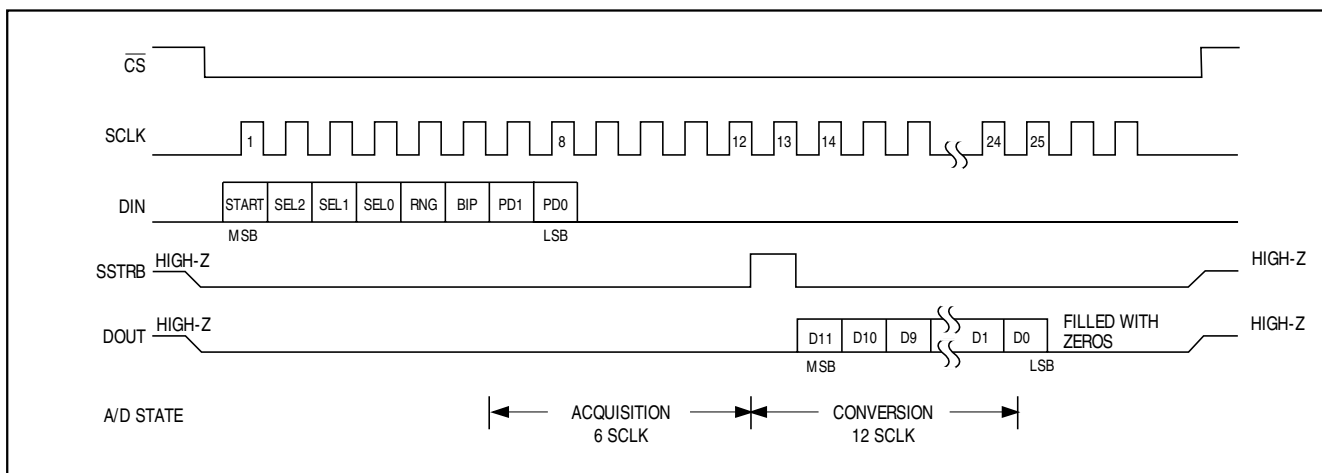 CS
SCLK 1 8 12 13 14 24 25
DIN START SEL2 SEL1 SEL0 RNG BIP PD1 PD0
MSB LSB
SSTRB HIGH-Z HIGH-Z
DOUT HIGH-Z D11 D10 D9 D1 D0 FILLED WITH ZEROS HIGH-Z
MSB LSB
A/D STATE ACQUISITION CONVERSION
6 SCLK 12 SCLK